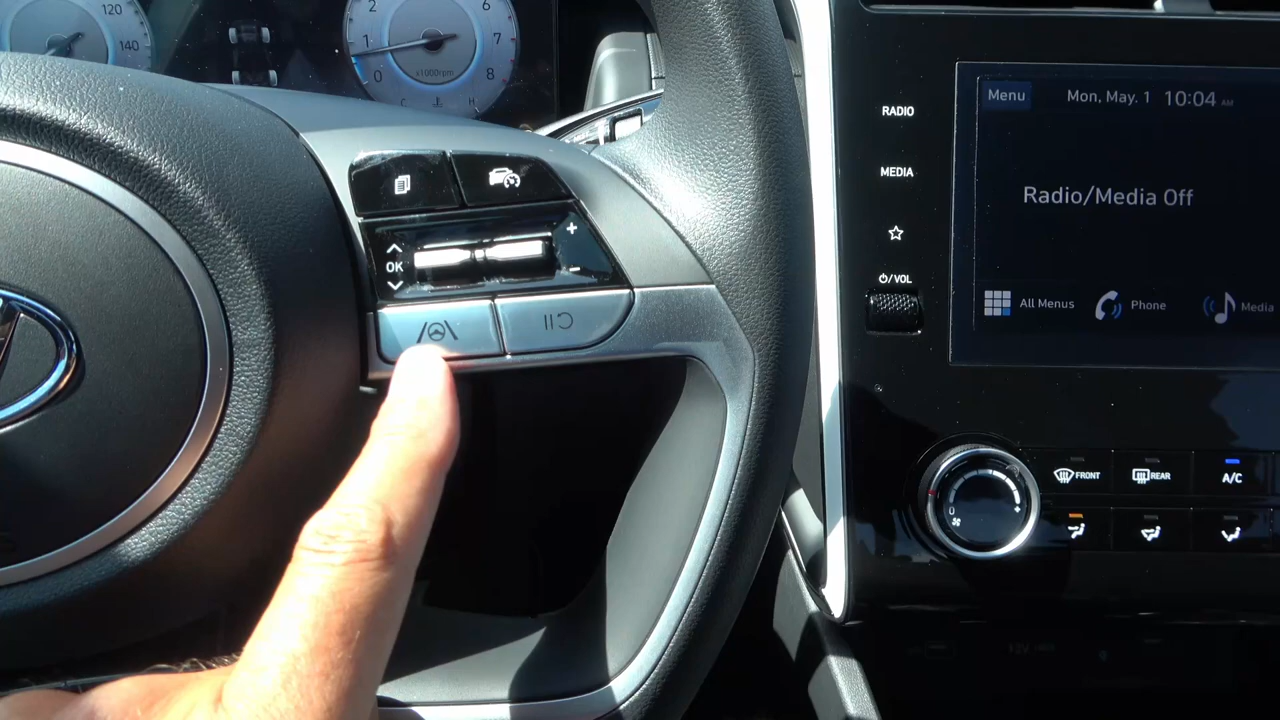 120
140
2
1
0
6
7
8
x1000rpm
C
H
OK
+
-
RADIO
MEDIA
⏻/VOL
Menu
Mon, May. 1 10:04 AM
Radio/Media Off
All Menus
Phone
Media
FRONT
REAR
A/C